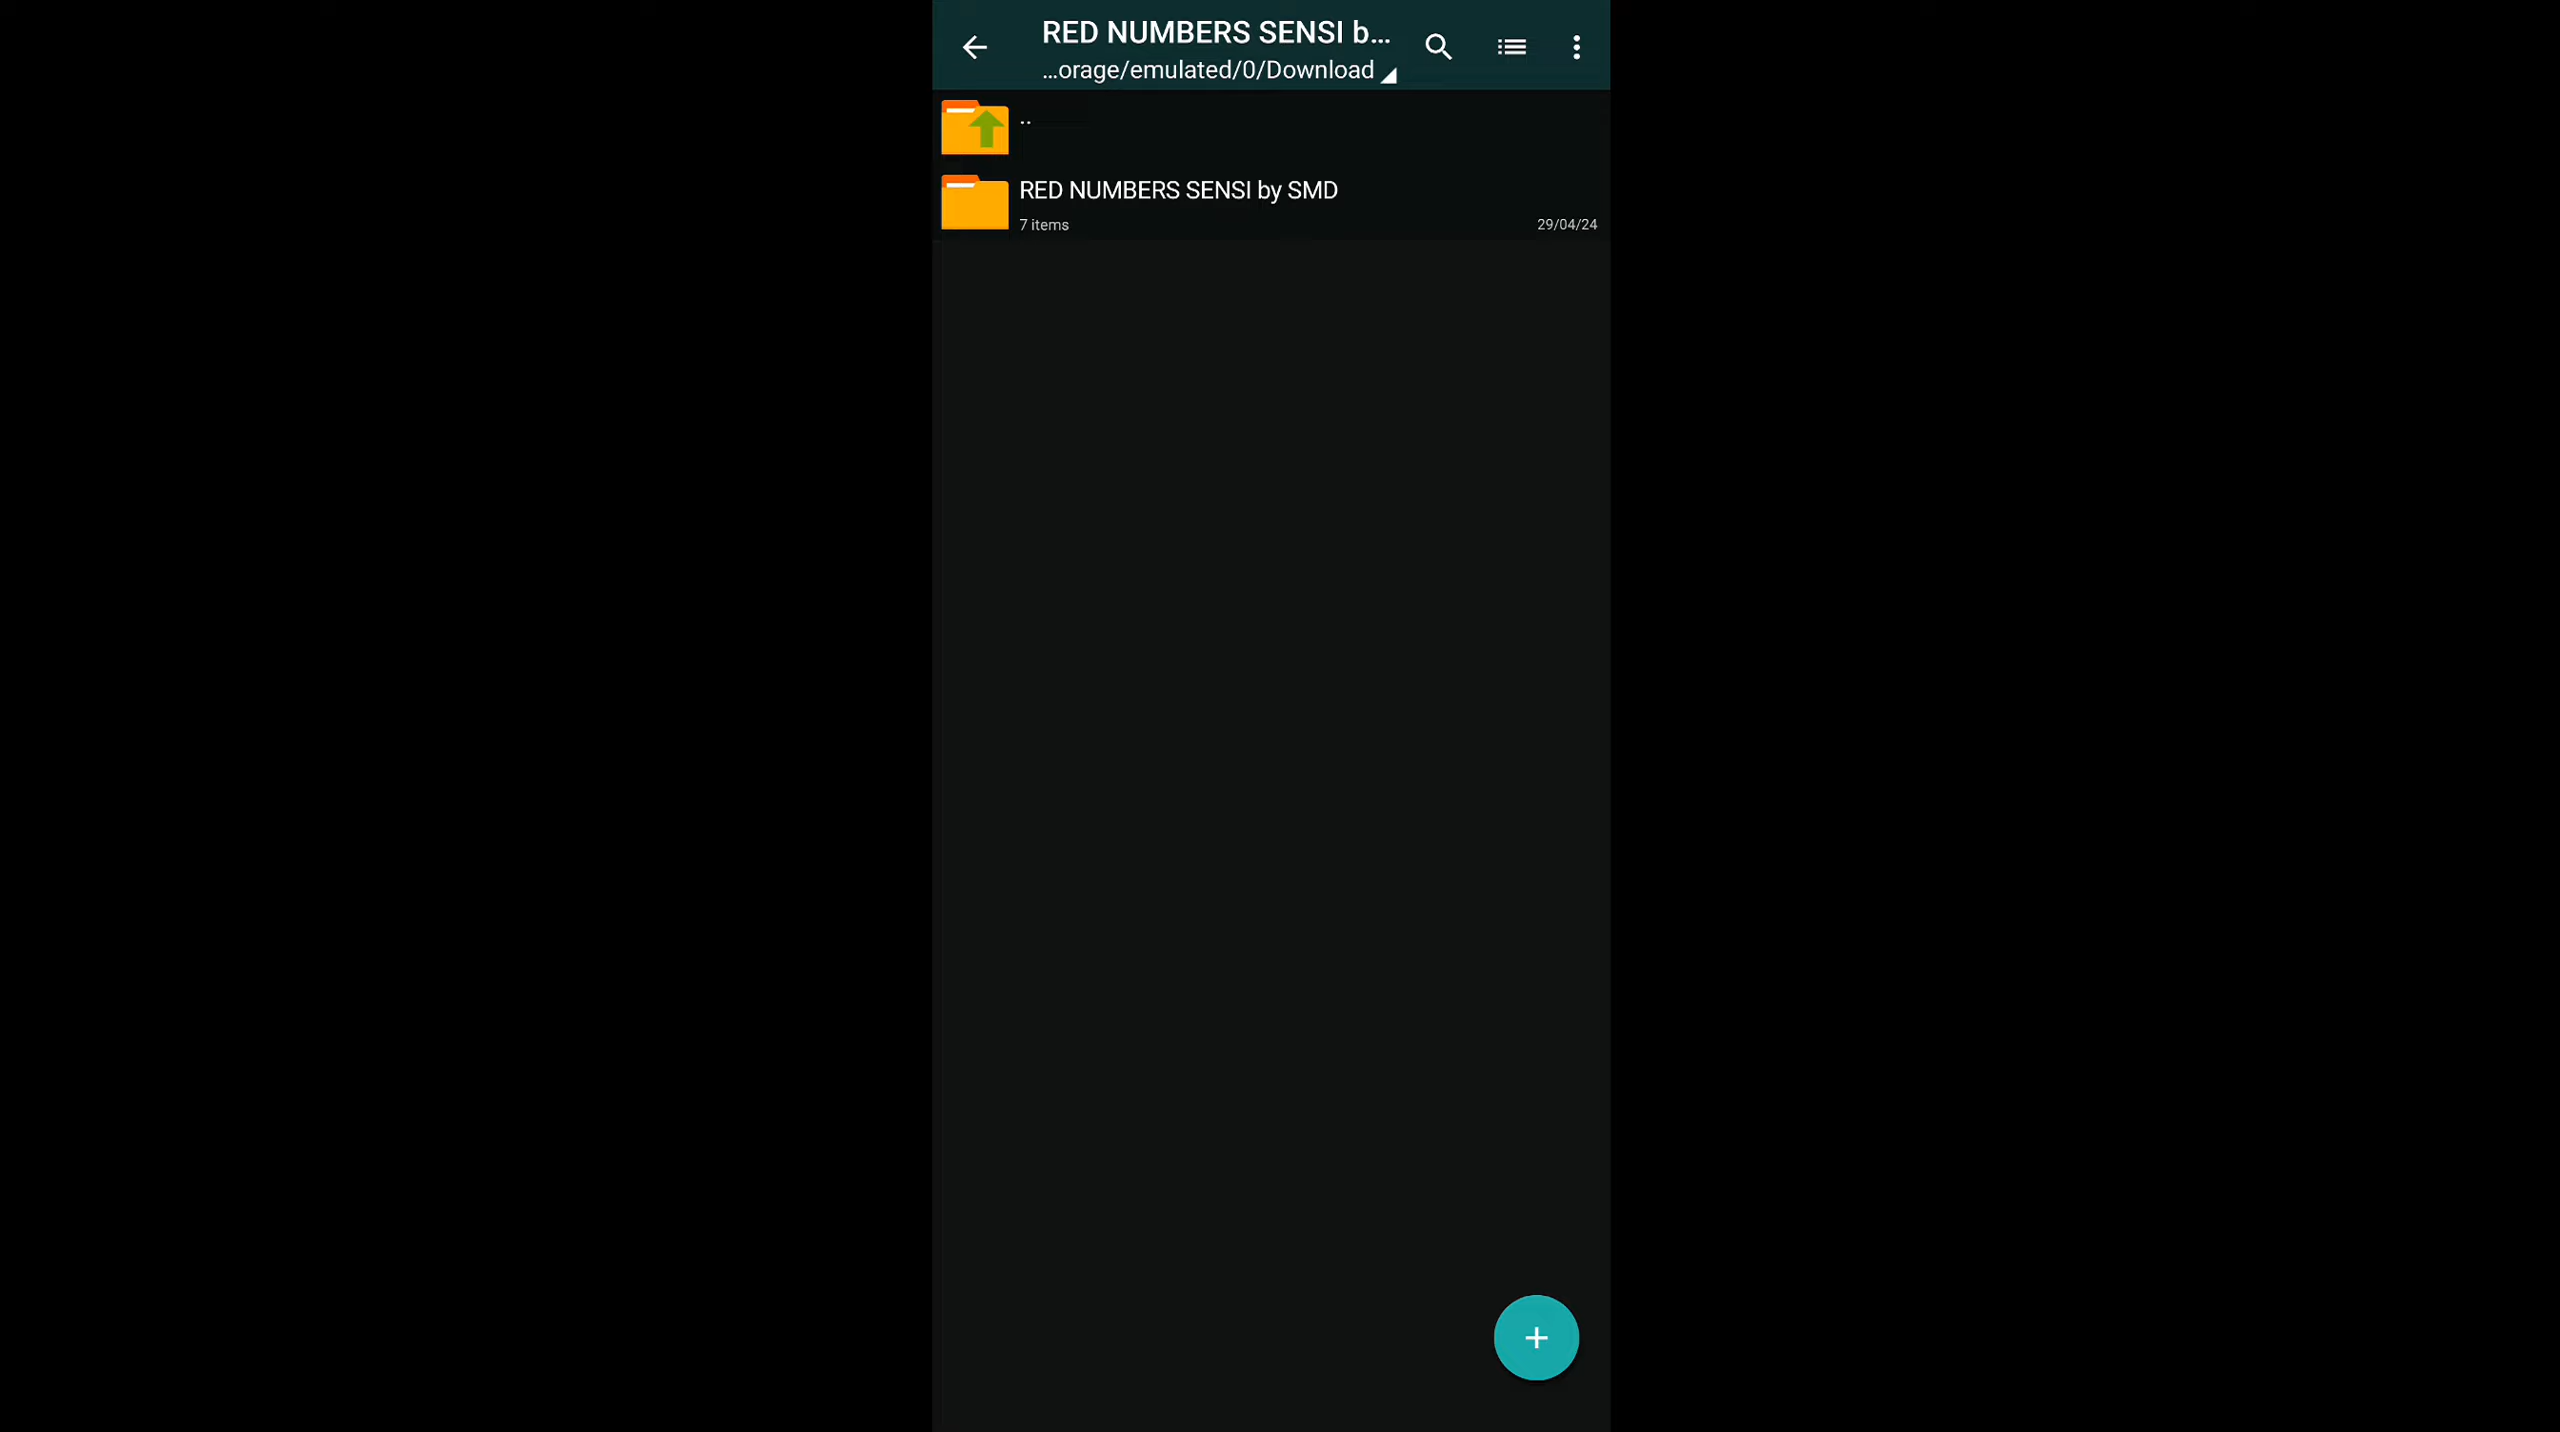 RED NUMBERS SENSI b...
...orage/emulated/0/Download
..
RED NUMBERS SENSI by SMD
7 items
29/04/24